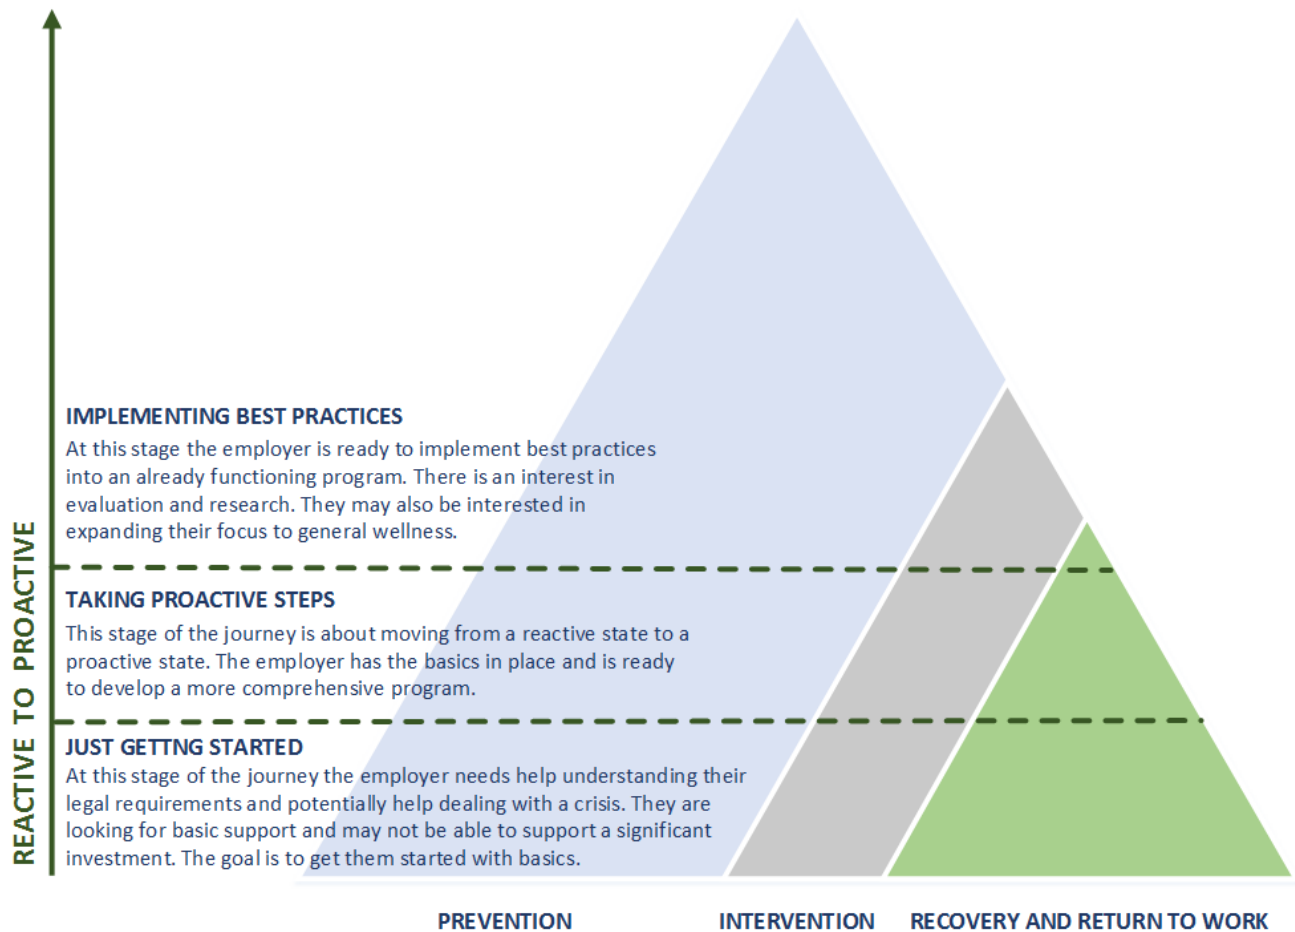 REACTIVE TO PROACTIVE
IMPLEMENTING BEST PRACTICES
At this stage the employer is ready to implement best practices
into an already functioning program. There is an interest in
evaluation and research. They may also be interested in
expanding their focus to general wellness.
TAKING PROACTIVE STEPS
This stage of the journey is about moving from a reactive state to a
proactive state. The employer has the basics in place and is ready
to develop a more comprehensive program.
JUST GETTNG STARTED
At this stage of the journey the employer needs help understanding their
legal requirements and potentially help dealing with a crisis. They are
looking for basic support and may not be able to support a significant
investment. The goal is to get them started with basics.
PREVENTION
INTERVENTION
RECOVERY AND RETURN TO WORK